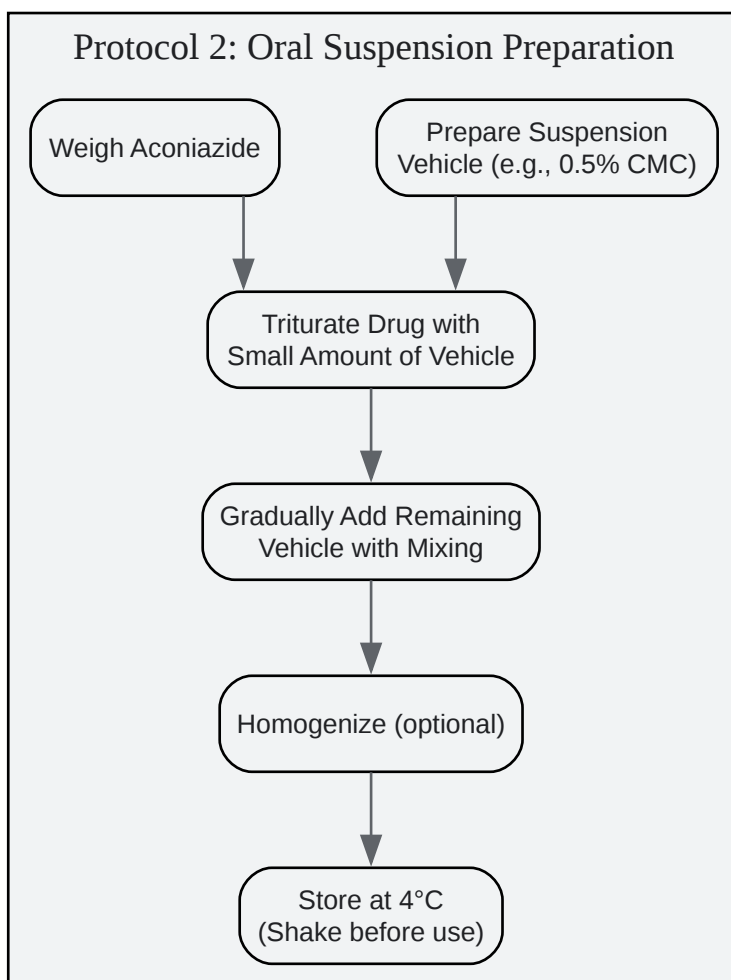 Protocol 2: Oral Suspension Preparation
Weigh Aconiazide
Prepare Suspension
Vehicle (e.g., 0.5% CMC)
Triturate Drug with
Small Amount of Vehicle
Gradually Add Remaining
Vehicle with Mixing
Homogenize (optional)
Store at 4°C
(Shake before use)